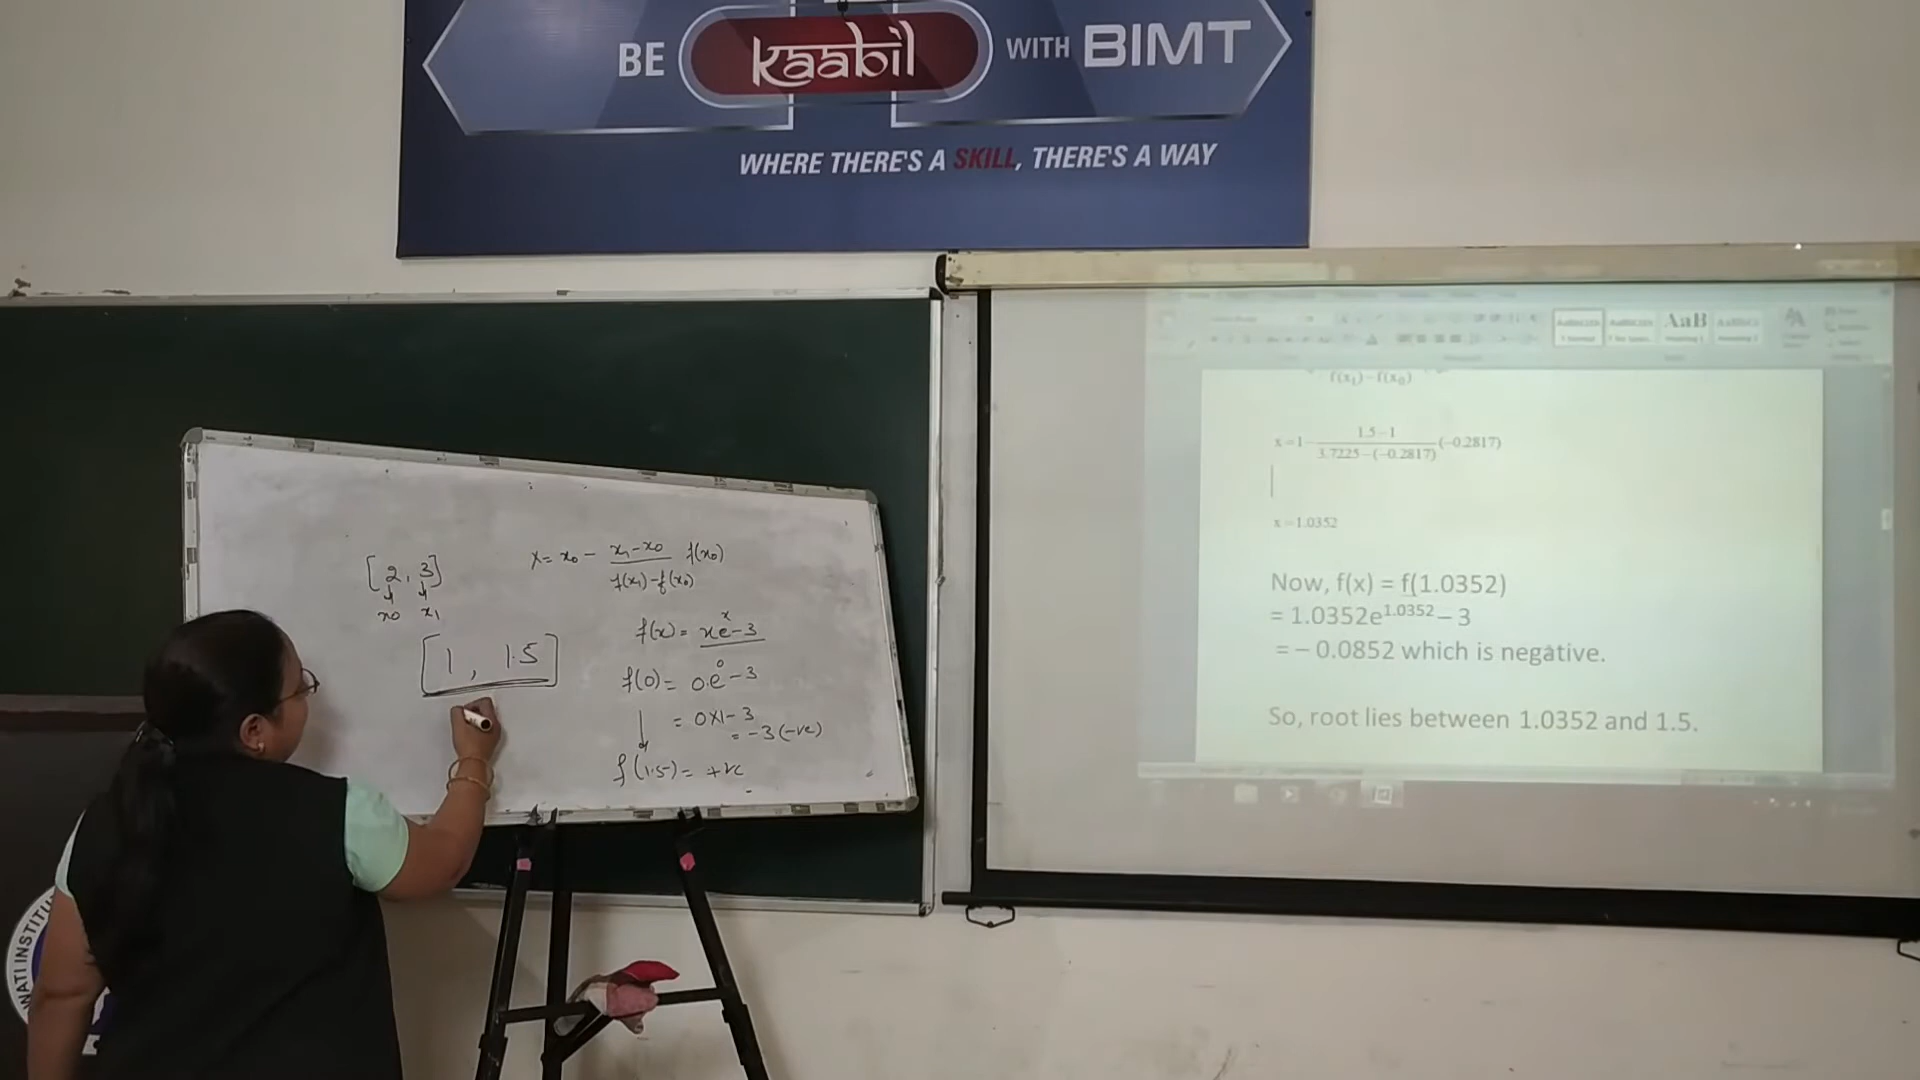 BE kaabil WITH BIMT
WHERE THERE'S A SKILL, THERE'S A WAY
[2, 3]
x0 x1
[1, 1.5]
x = x0 - (x1 - x0)/(f(x1) - f(x0)) f(x0)
f(x) = xe^x - 3
f(0) = 0.e^0 - 3
= 0x1 - 3
= -3 (-ve)
f(1.5) = +ve
AaB
f(x₁) − f(x₀)
x = 1 − (1.5 − 1)/(3.7225 − (−0.2817)) (−0.2817)
x = 1.0352
Now, f(x) = f(1.0352)
= 1.0352e^1.0352 – 3
= – 0.0852 which is negative.
So, root lies between 1.0352 and 1.5.